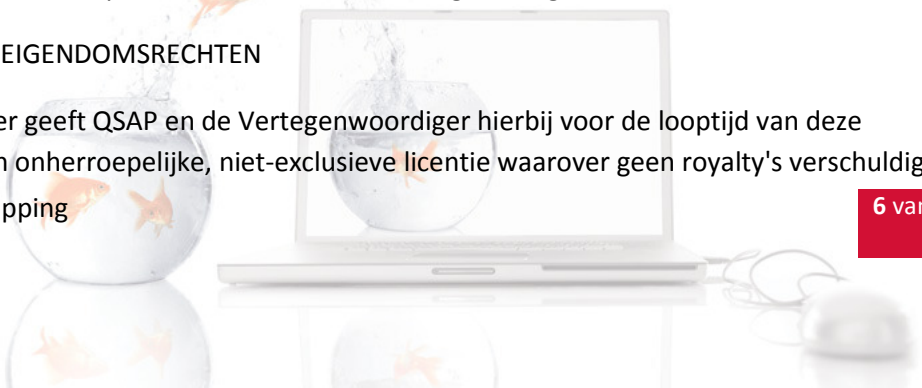 EIGENDOMSRECHTEN
er geeft QSAP en de Vertegenwoordiger hierbij voor de looptijd van deze
onherroepelijke, niet-exclusieve licentie waarover geen royalty's verschuldig
pping
6 van